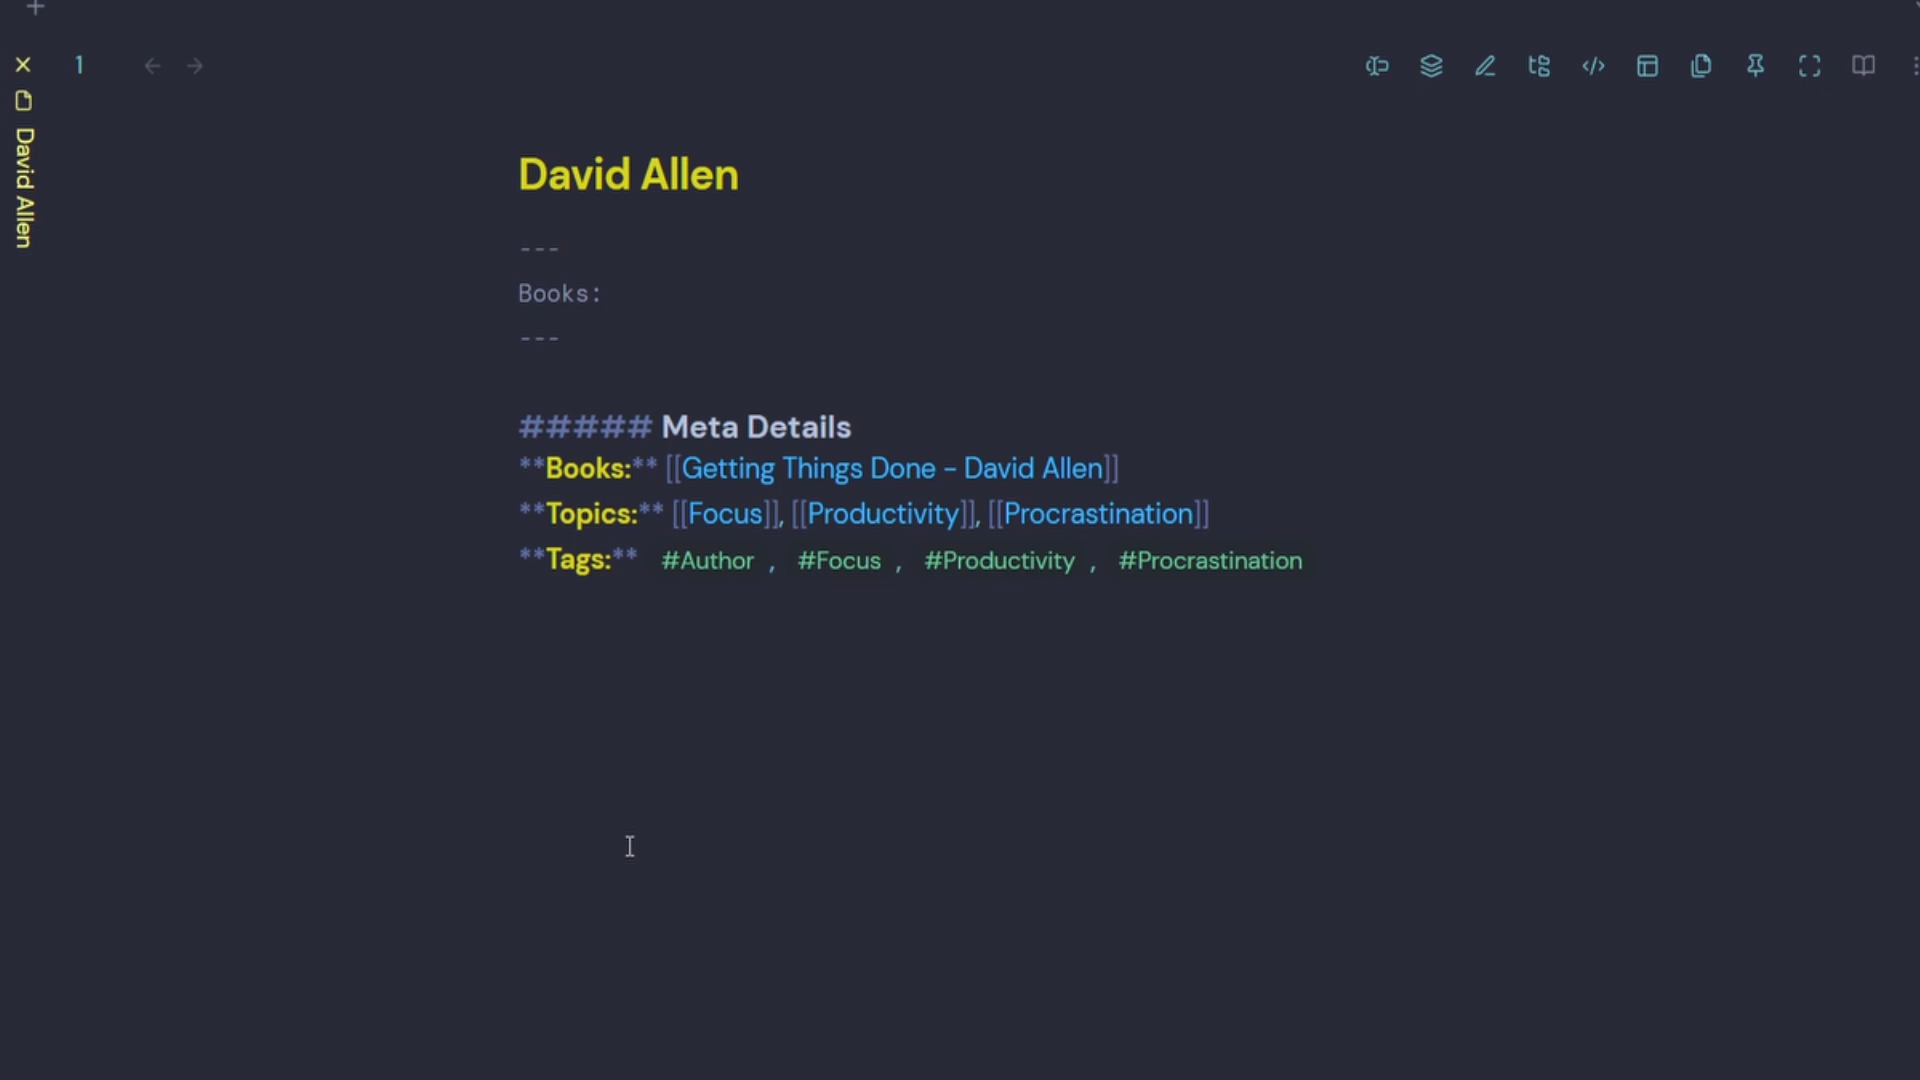 1
David Allen
David Allen
---
Books:
---
##### Meta Details
**Books:** [[Getting Things Done - David Allen]]
**Topics:** [[Focus]], [[Productivity]], [[Procrastination]]
**Tags:** #Author , #Focus , #Productivity , #Procrastination